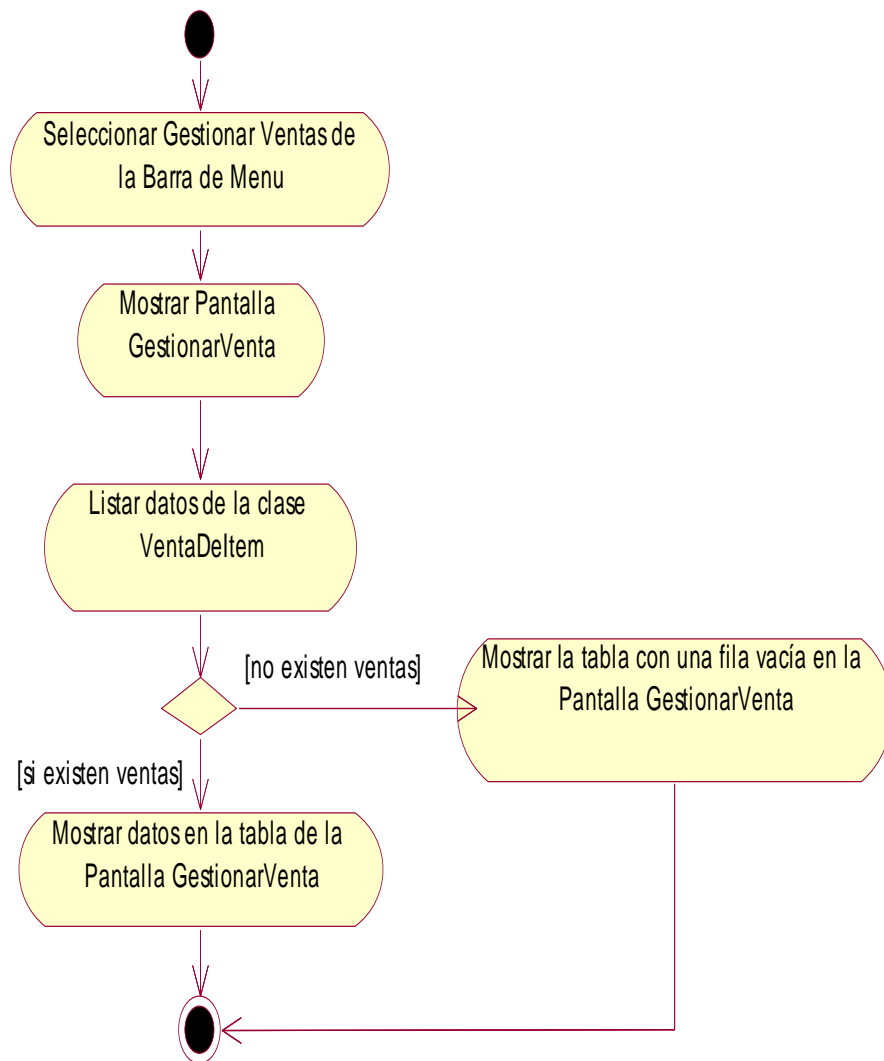 Seleccionar Gestionar Ventas de
la Barra de Menu
Mostrar Pantalla
GestionarVenta
Listar datos de la clase
VentaDeItem
[no existen ventas]
Mostrar la tabla con una fila vacía en la
Pantalla GestionarVenta
[si existen ventas]
Mostrar datos en la tabla de la
Pantalla GestionarVenta